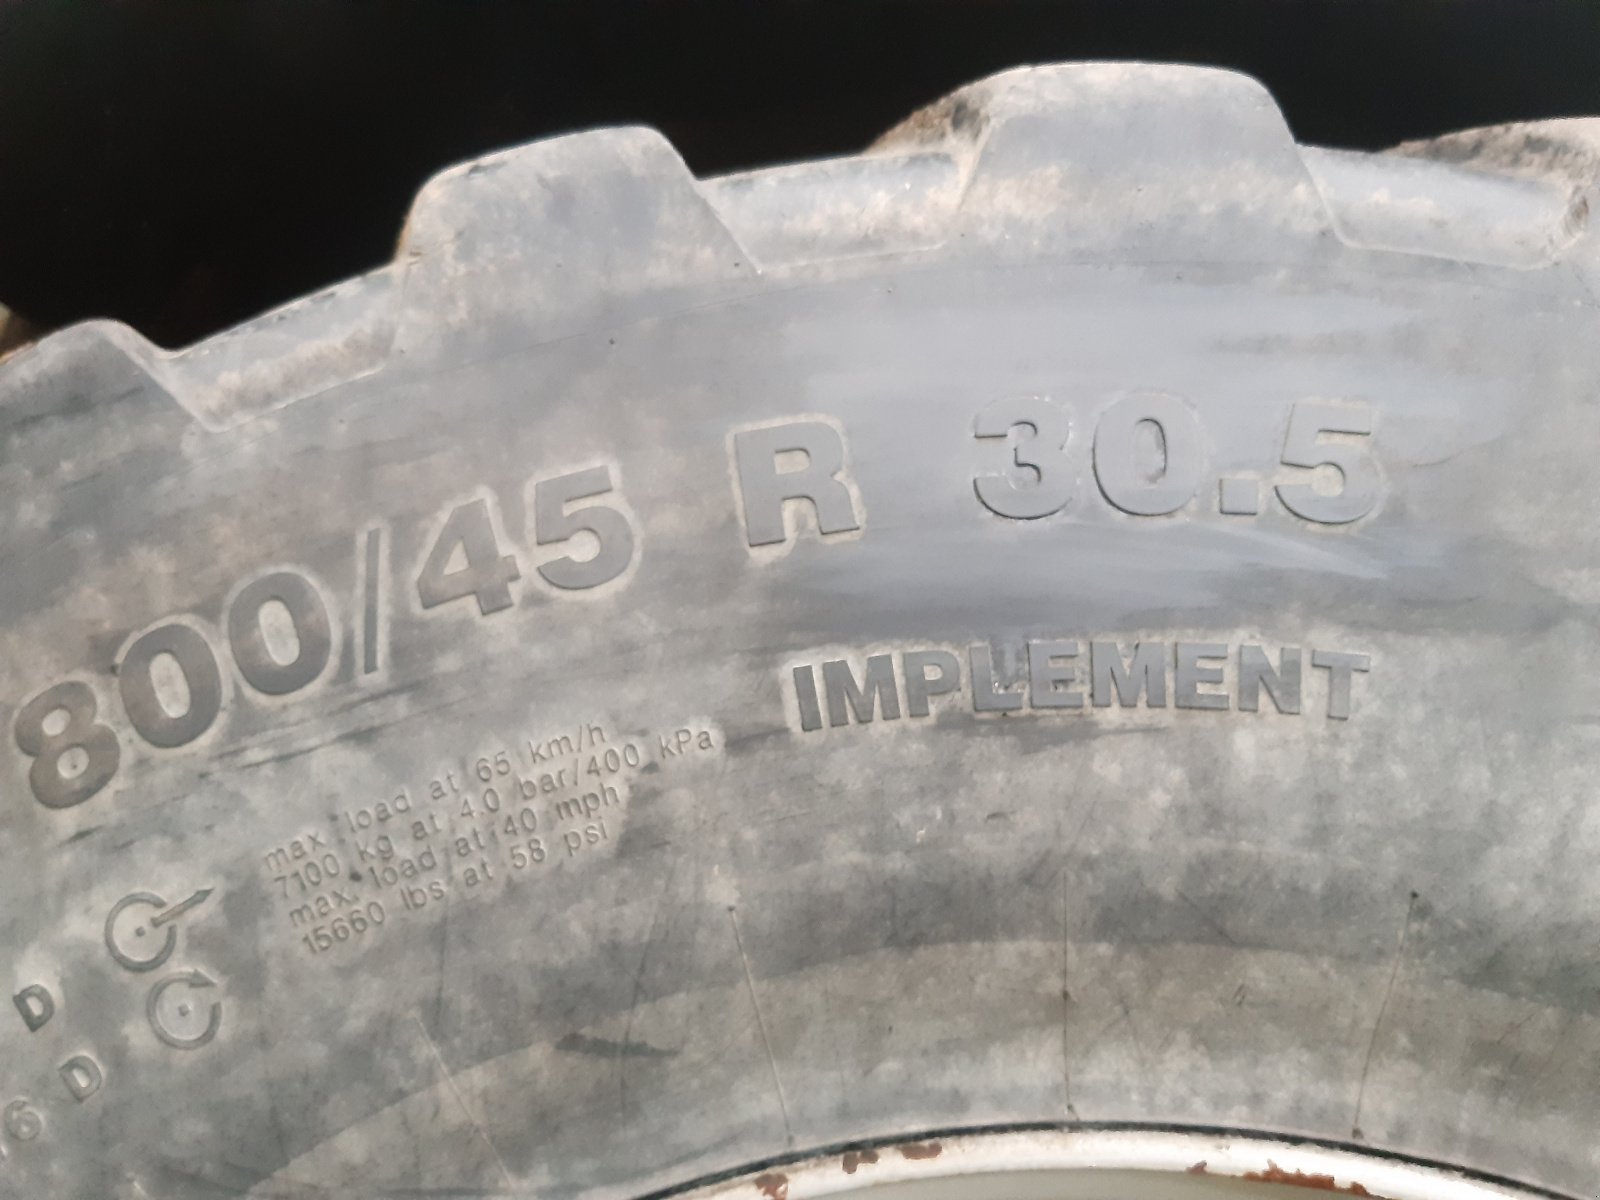 800/45 R 30.5
IMPLEMENT
max. load at 65 km/h
7100 kg at 4.0 bar/400 kPa
max. load at 40 mph
15660 lbs at 58 psi
D
6 D